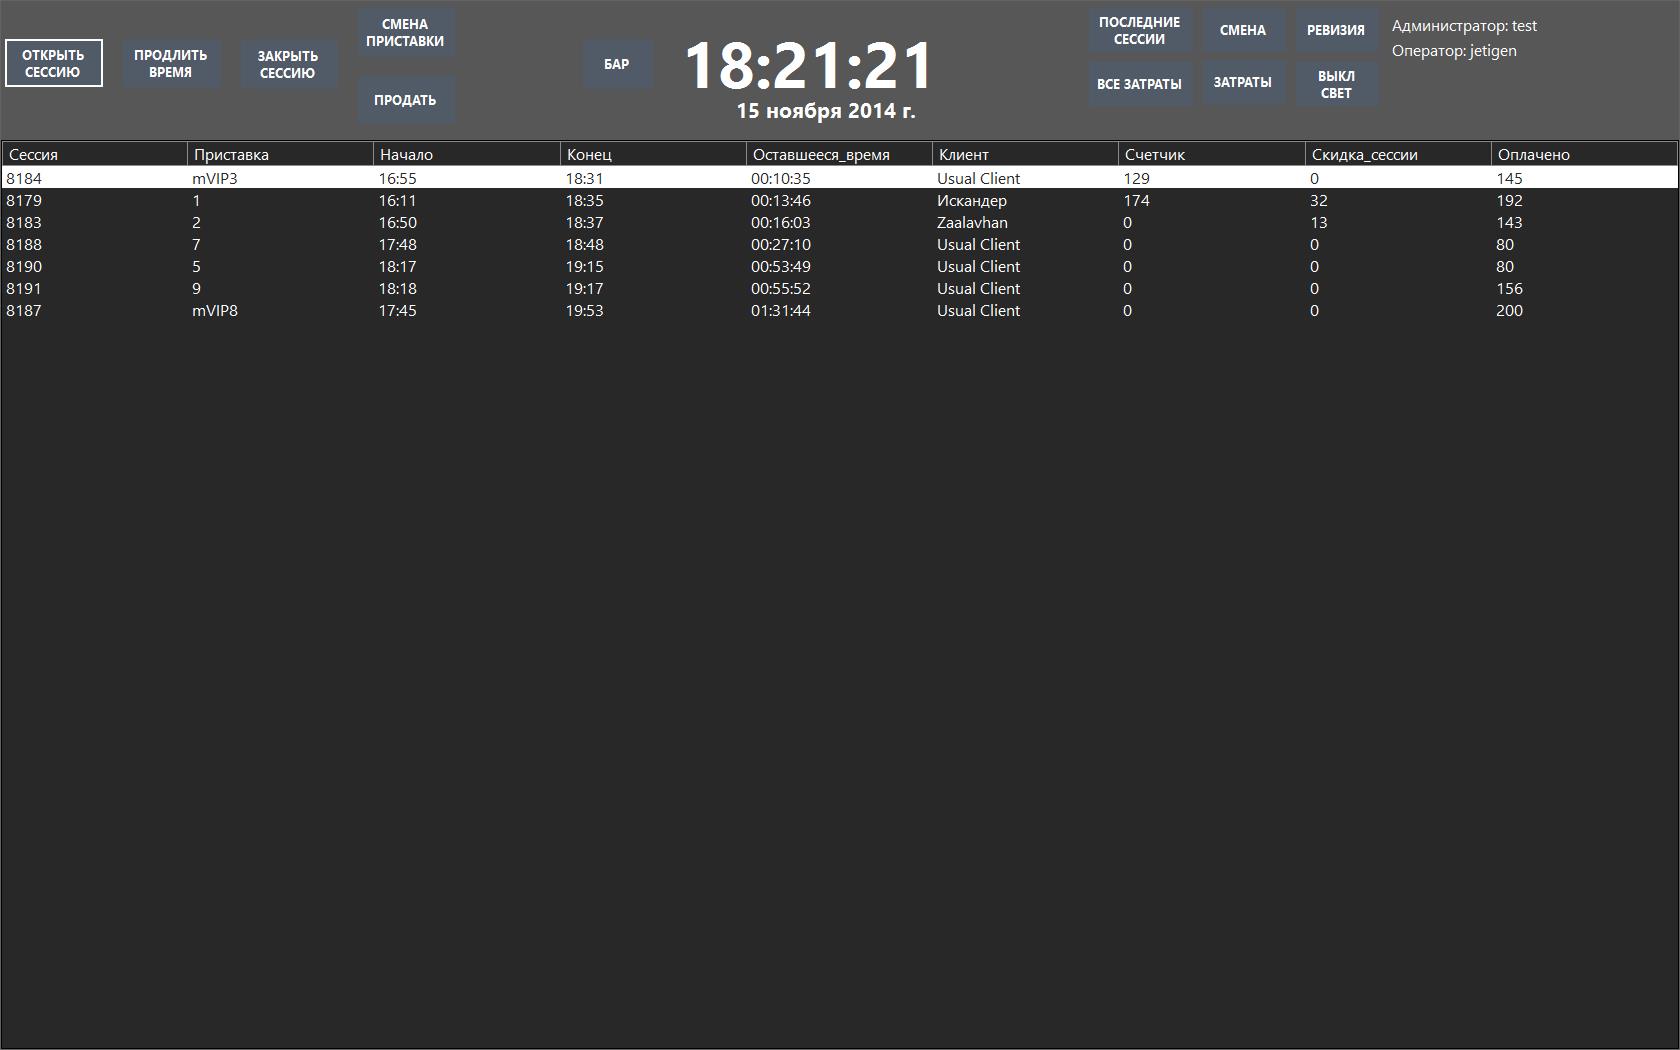 ОТКРЫТЬ
СЕССИЮ
ПРОДЛИТЬ
ВРЕМЯ
ЗАКРЫТЬ
СЕССИЮ
СМЕНА
ПРИСТАВКИ
ПРОДАТЬ
БАР
18:21:21
15 ноября 2014 г.
ПОСЛЕДНИЕ
СЕССИИ
СМЕНА
РЕВИЗИЯ
ВСЕ ЗАТРАТЫ
ЗАТРАТЫ
ВЫКЛ
СВЕТ
Администратор: test
Оператор: jetigen
Сессия Приставка Начало Конец Оставшееся_время Клиент Счетчик Скидка_сессии Оплачено
8184 mVIP3 16:55 18:31 00:10:35 Usual Client 129 0 145
8179 1 16:11 18:35 00:13:46 Искандер 174 32 192
8183 2 16:50 18:37 00:16:03 Zaalavhan 0 13 143
8188 7 17:48 18:48 00:27:10 Usual Client 0 0 80
8190 5 18:17 19:15 00:53:49 Usual Client 0 0 80
8191 9 18:18 19:17 00:55:52 Usual Client 0 0 156
8187 mVIP8 17:45 19:53 01:31:44 Usual Client 0 0 200